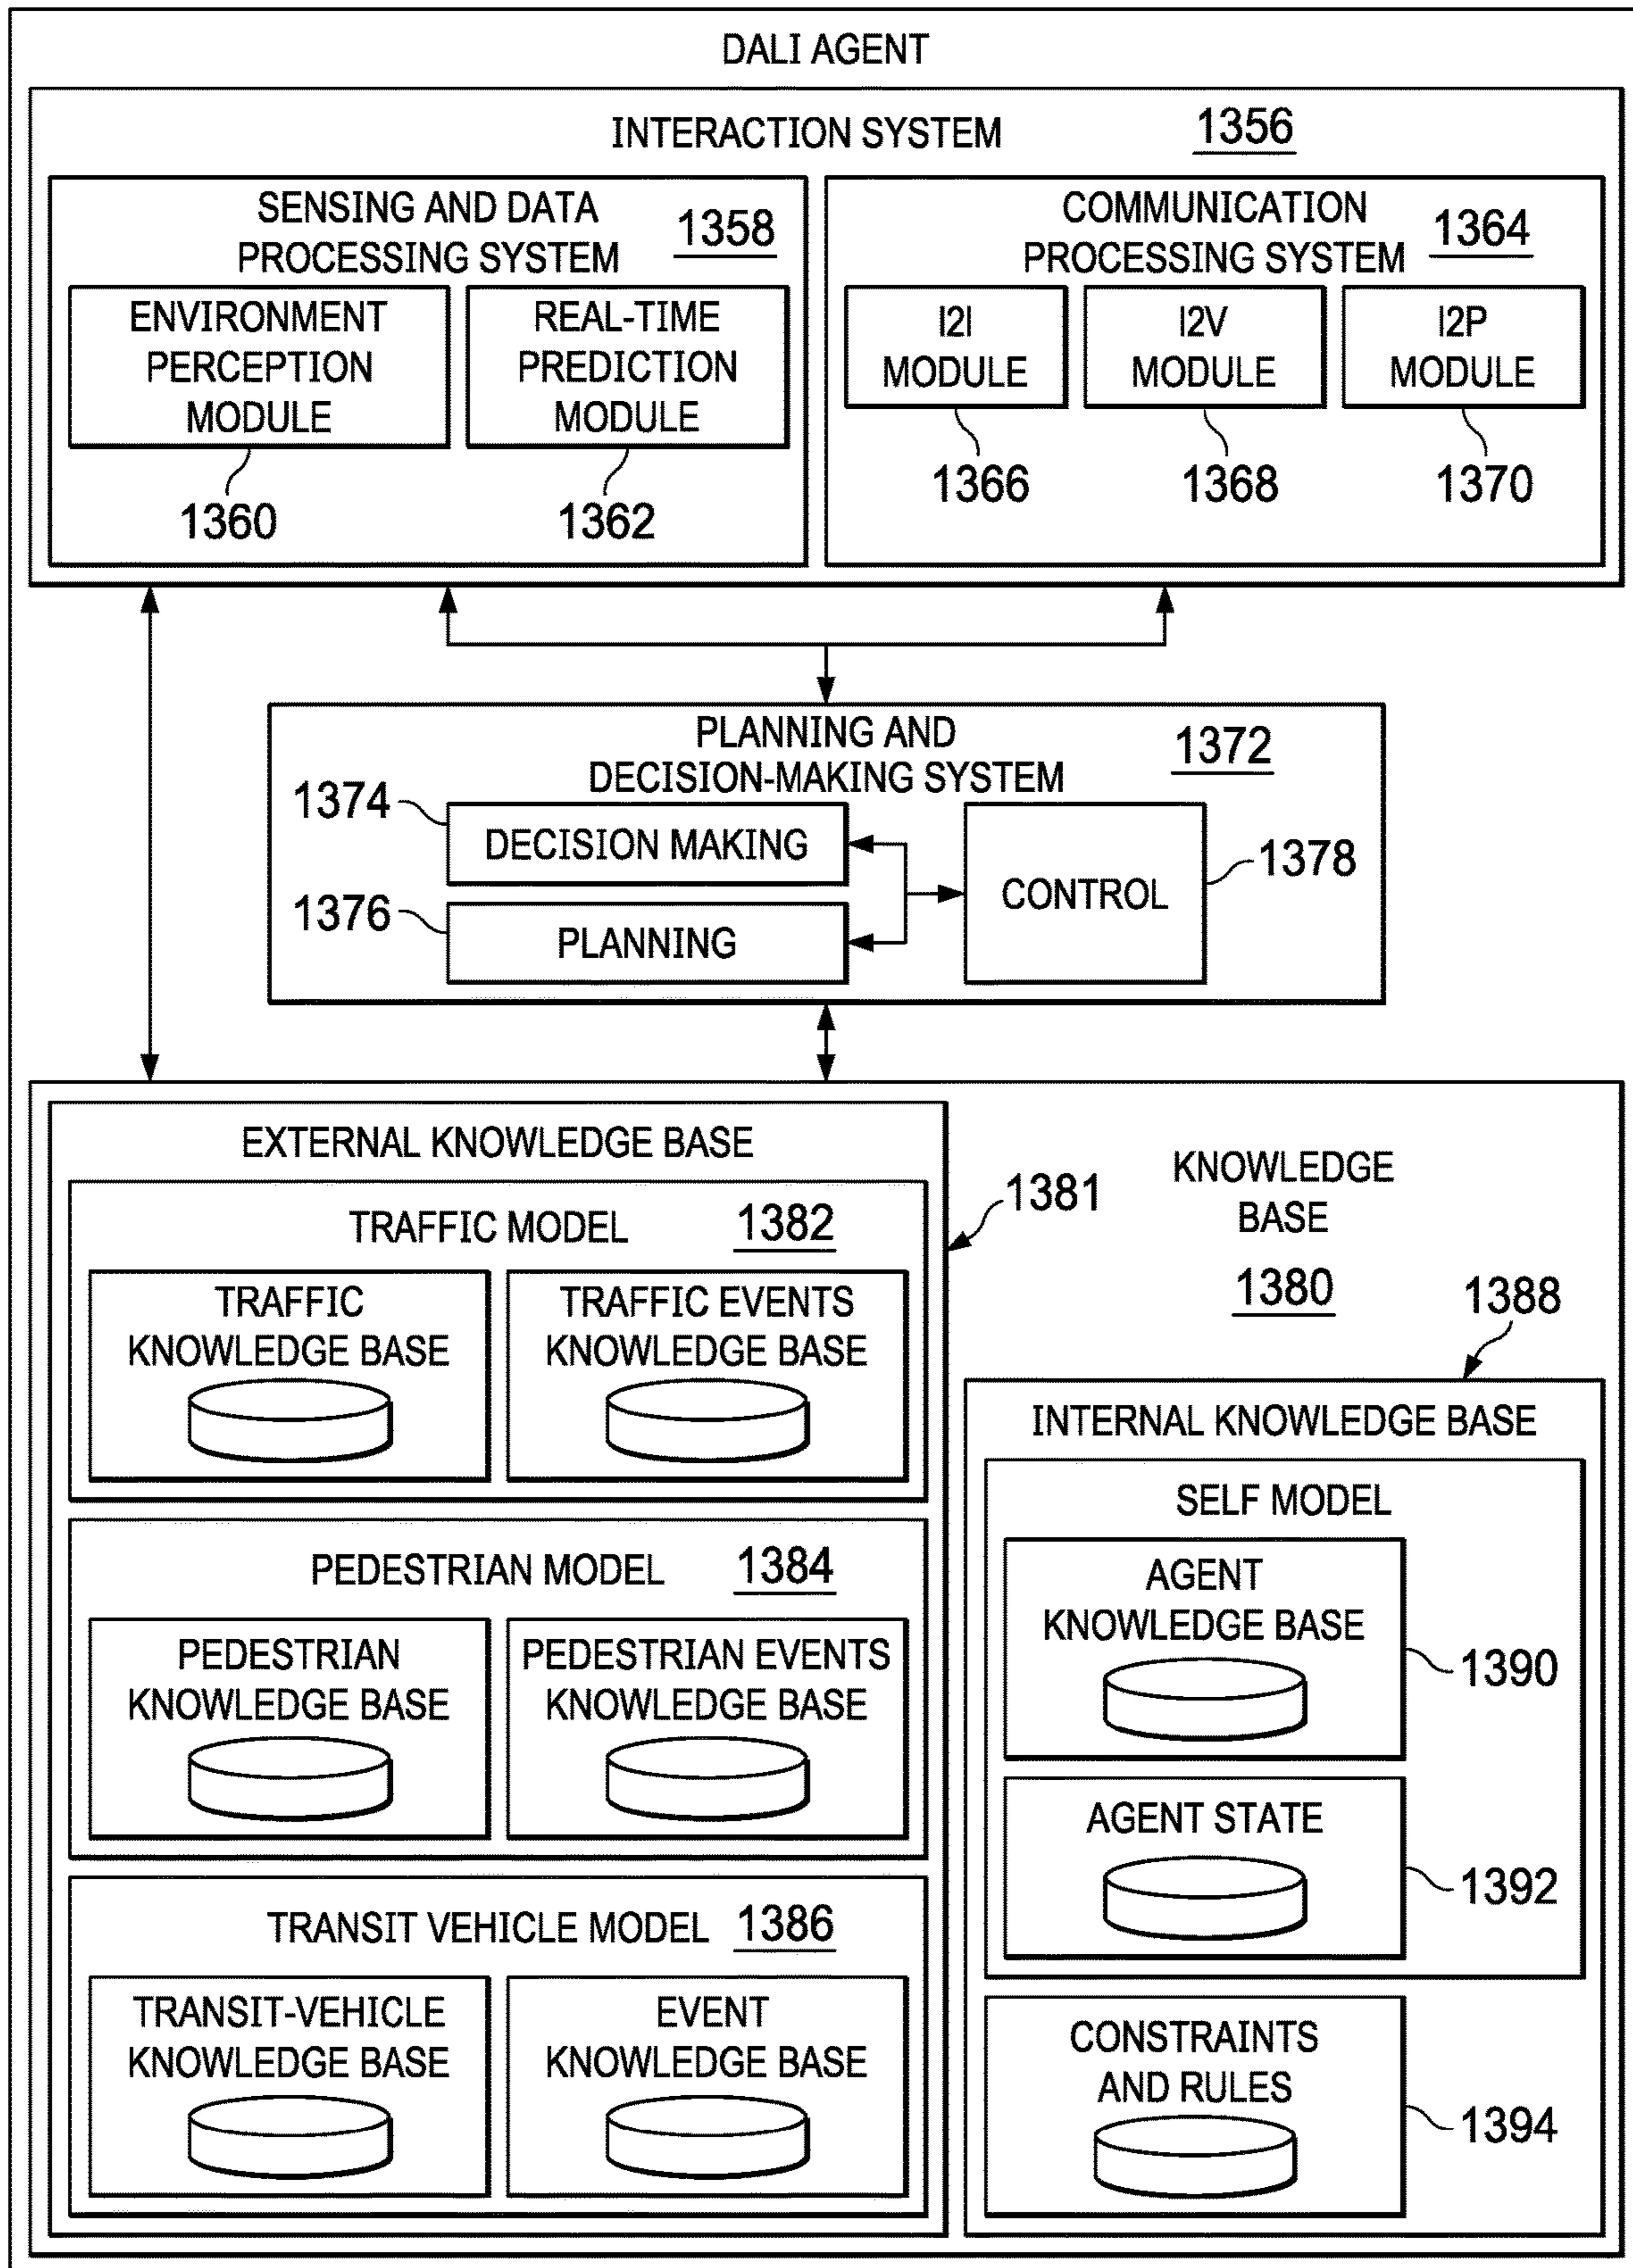 DALI AGENT
INTERACTION SYSTEM 1356
SENSING AND DATA
PROCESSING SYSTEM
1358
ENVIRONMENT
PERCEPTION
MODULE
1360
REAL-TIME
PREDICTION
MODULE
1362
COMMUNICATION
PROCESSING SYSTEM
1364
I2I
MODULE
1366
I2V
MODULE
1368
I2P
MODULE
1370
PLANNING AND
DECISION-MAKING SYSTEM
1372
1374
DECISION MAKING
1376
PLANNING
CONTROL
1378
EXTERNAL KNOWLEDGE BASE
1381
TRAFFIC MODEL 1382
TRAFFIC
KNOWLEDGE BASE
TRAFFIC EVENTS
KNOWLEDGE BASE
PEDESTRIAN MODEL 1384
PEDESTRIAN
KNOWLEDGE BASE
PEDESTRIAN EVENTS
KNOWLEDGE BASE
TRANSIT VEHICLE MODEL 1386
TRANSIT-VEHICLE
KNOWLEDGE BASE
EVENT
KNOWLEDGE BASE
KNOWLEDGE
BASE
1380
1388
INTERNAL KNOWLEDGE BASE
SELF MODEL
AGENT
KNOWLEDGE BASE
1390
AGENT STATE
1392
CONSTRAINTS
AND RULES
1394